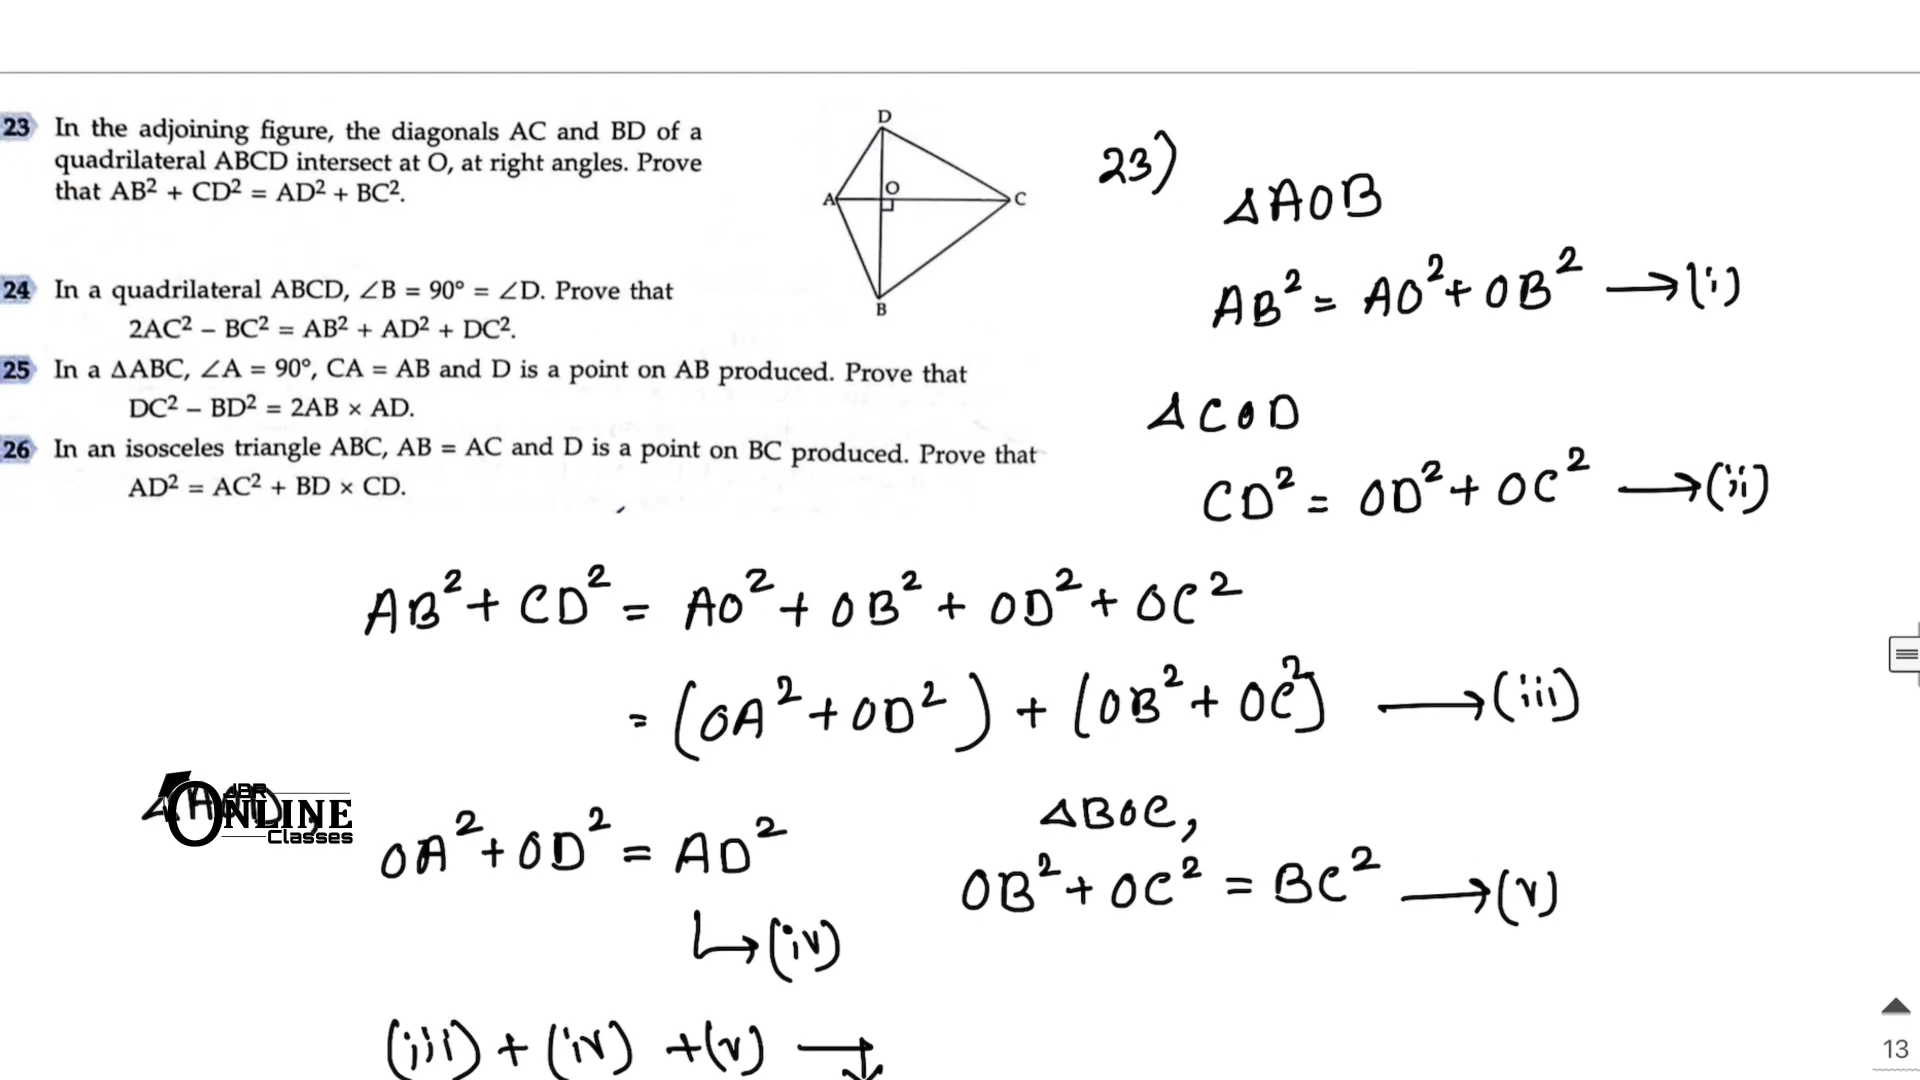 23 In the adjoining figure, the diagonals AC and BD of a
quadrilateral ABCD intersect at O, at right angles. Prove
that AB² + CD² = AD² + BC².
D
A
O
C
B
24 In a quadrilateral ABCD, ∠B = 90° = ∠D. Prove that
2AC² – BC² = AB² + AD² + DC².
25 In a ΔABC, ∠A = 90°, CA = AB and D is a point on AB produced. Prove that
DC² – BD² = 2AB × AD.
26 In an isosceles triangle ABC, AB = AC and D is a point on BC produced. Prove that
AD² = AC² + BD × CD.
23)
ΔAOB
AB² = AO² + OB² → (i)
ΔCOD
CD² = OD² + OC² → (ii)
AB² + CD² = AO² + OB² + OD² + OC²
= (OA² + OD²) + (OB² + OC²) → (iii)
ONLINE
Classes
OA² + OD² = AD²
↳ (iv)
ΔBOC,
OB² + OC² = BC² → (v)
(iii) + (iv) + (v) →
13